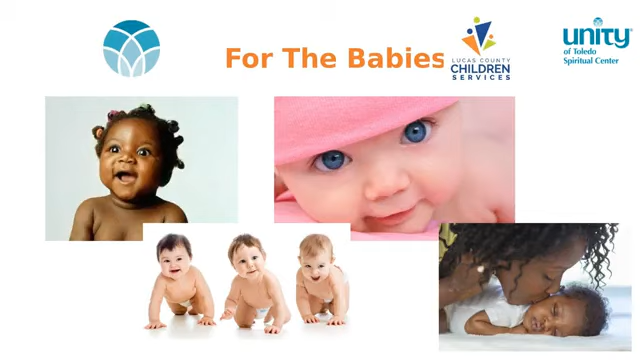 For The Babies
LUCAS COUNTY
CHILDREN
SERVICES
unity
of Toledo
Spiritual Center